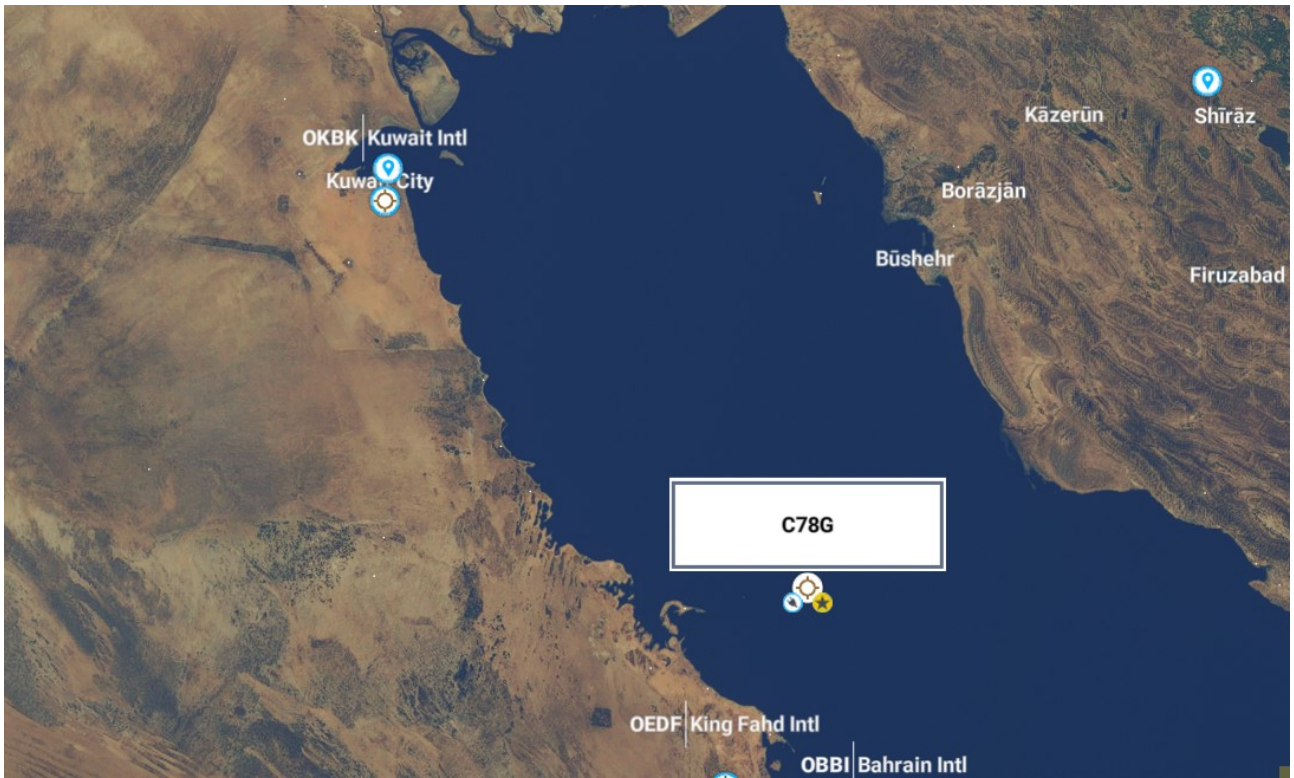 Kāzerūn
Shīrāz
OKBK Kuwait Intl
Kuwait City
Borāzjān
Būshehr
Firuzabad
C78G
OEDF King Fahd Intl
OBBI Bahrain Intl